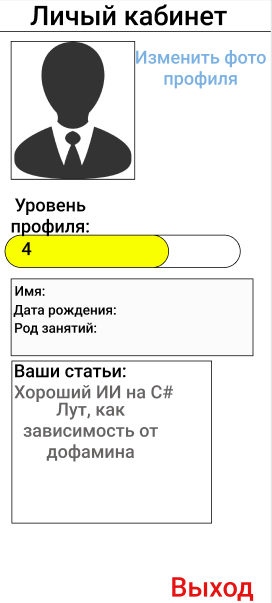 Личый кабинет
Изменить фото
профиля
Уровень
профиля:
4
Имя:
Дата рождения:
Род занятий:
Ваши статьи:
Хороший ИИ на C#
Лут, как
зависимость от
дофамина
Выход